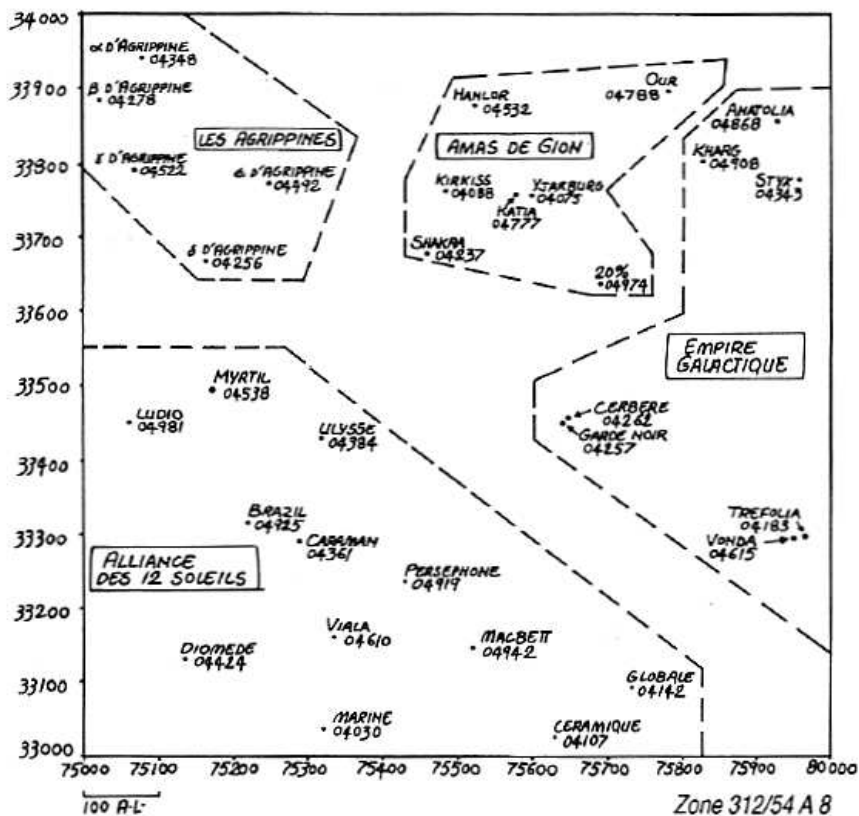 34000
33900
33800
33700
33600
33500
33400
33300
33200
33100
33000
α D'AGRIPPINE
04348
β D'AGRIPPINE
04278
LES AGRIPPINES
γ D'AGRIPPINE
04522
ε D'AGRIPPINE
04492
δ D'AGRIPPINE
04256
HANLOR
04532
OUR
04788
AMAS DE GION
KIRKISS
04038
YJARBURG
04075
KATIA
04777
SHAKAA
04237
20%
04974
ANATOLIA
04868
KHARG
04908
STYX
04343
EMPIRE
GALACTIQUE
CERBERE
04262
GARDE NOIR
04257
TREFOLIA
04183
VONDA
04615
MYRTIL
04538
LUDIO
04981
ULYSSE
04384
BRAZIL
04925
CARAMAN
04361
ALLIANCE
DES 12 SOLEILS
PERSEPHONE
04919
VIALA
04610
DIOMEDE
04424
MACBETT
04942
GLOBALE
04142
MARINE
04030
CERAMIQUE
04107
75000 75100 75200 75300 75400 75500 75600 75700 75800 75900 80000
100 A-L
Zone 312/54 A 8